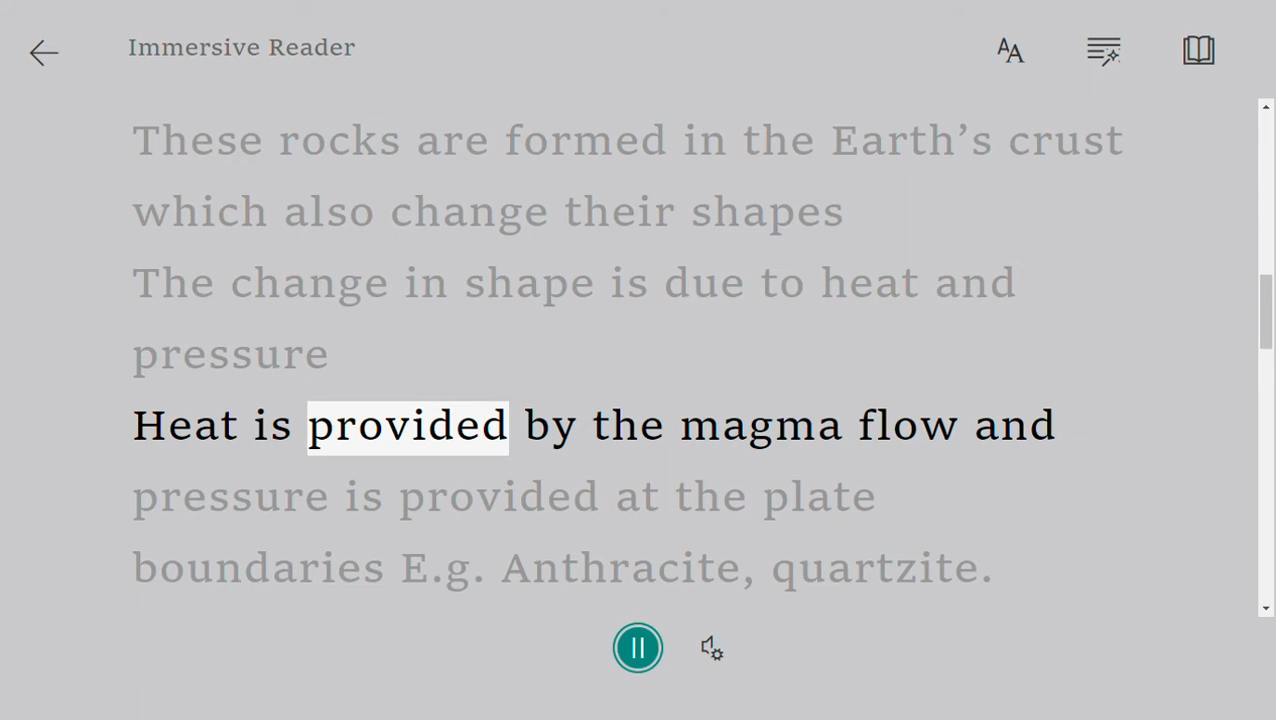 Immersive Reader
These rocks are formed in the Earth’s crust
which also change their shapes
The change in shape is due to heat and
pressure
Heat is provided by the magma flow and
pressure is provided at the plate
boundaries E.g. Anthracite, quartzite.